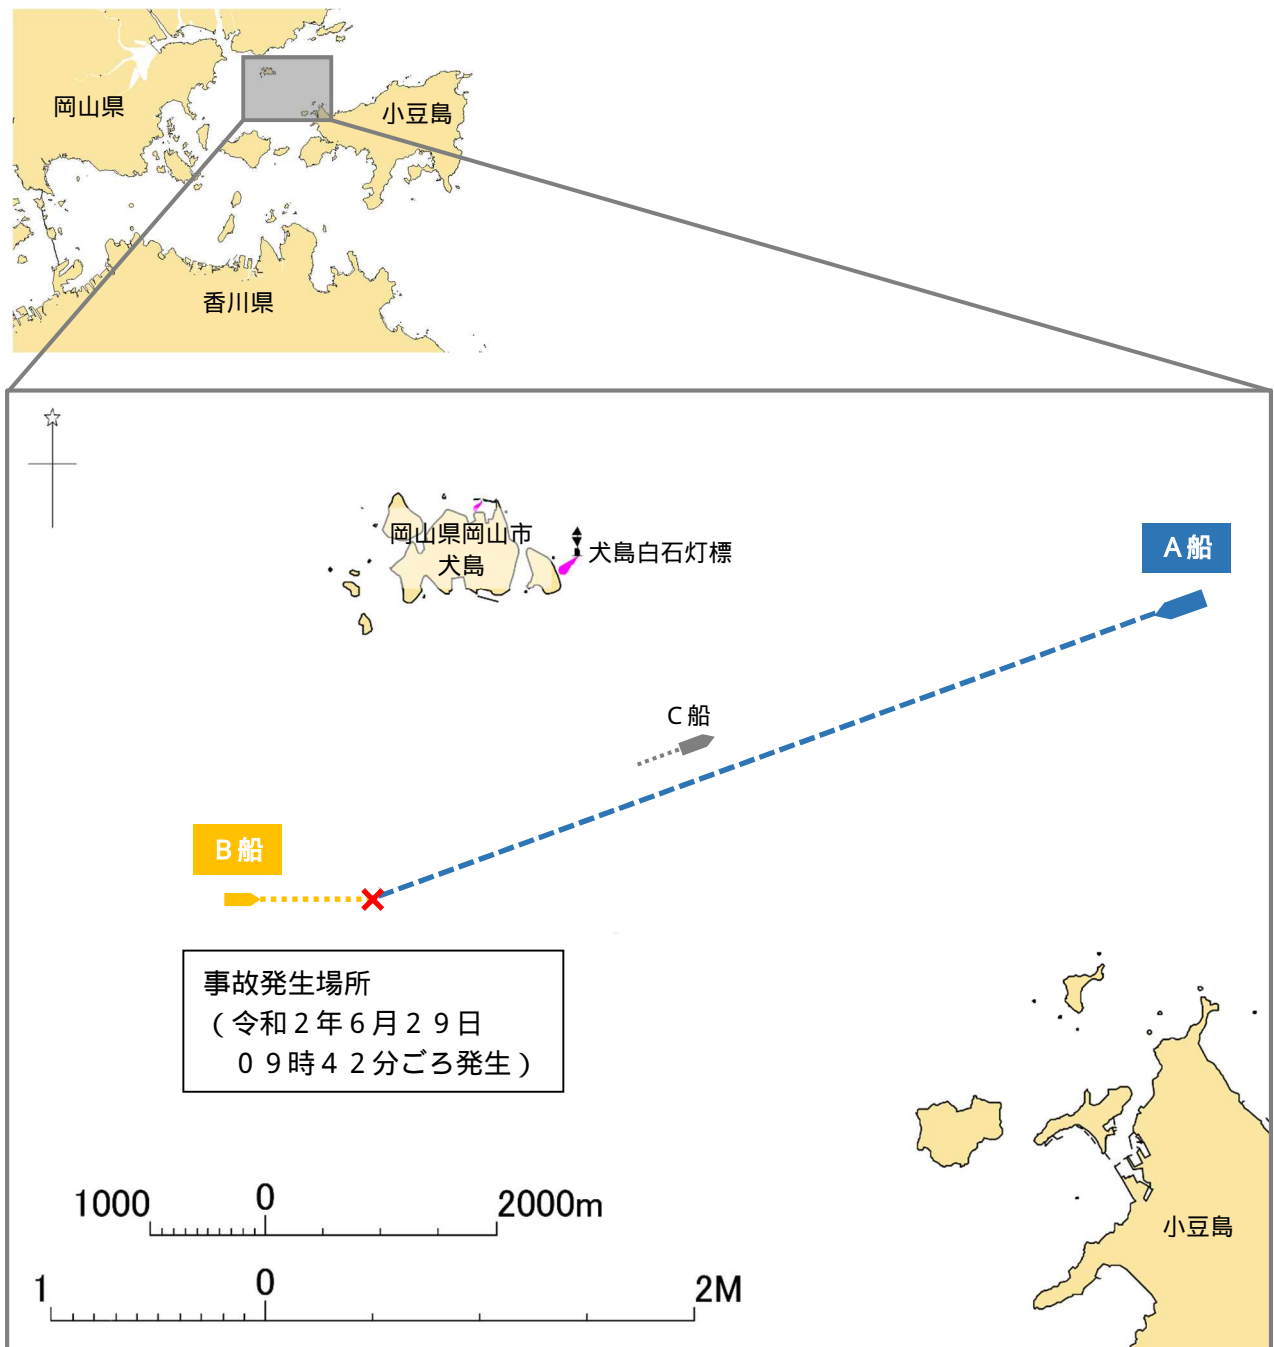 岡山県
小豆島
香川県
岡山県岡山市
犬島
犬島白石灯標
A船
C船
B船
事故発生場所
(令和2年6月29日
09時42分ごろ発生)
1000 0 2000m
1 0 2M
小豆島